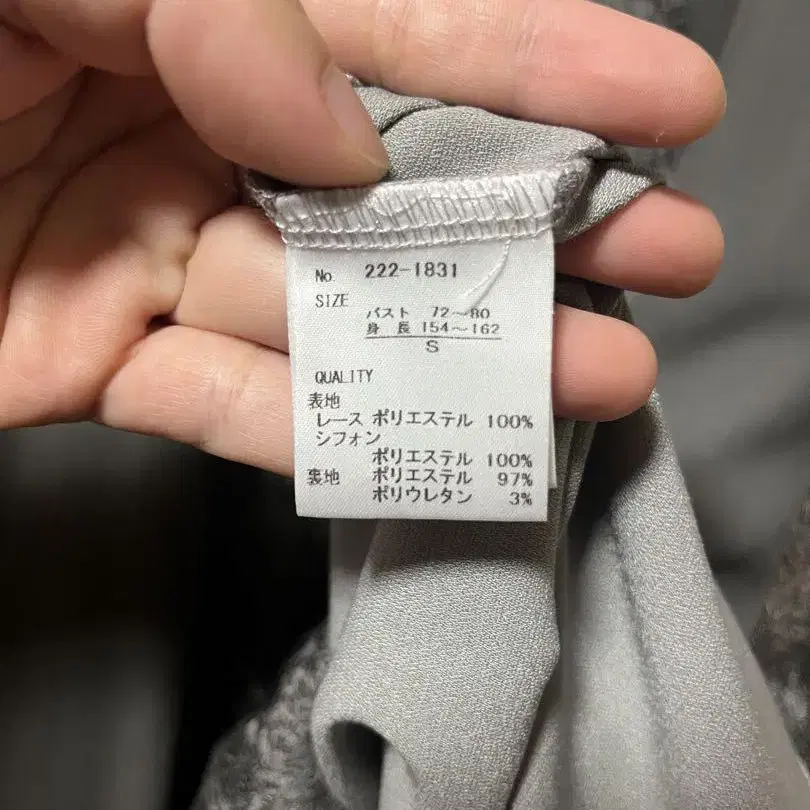 No. 222-1831
SIZE
バスト 72～80
身 長 154～162
S
QUALITY
表地
レース ポリエステル 100%
シフォン
ポリエステル 100%
裏地 ポリエステル 97%
ポリウレタン 3%